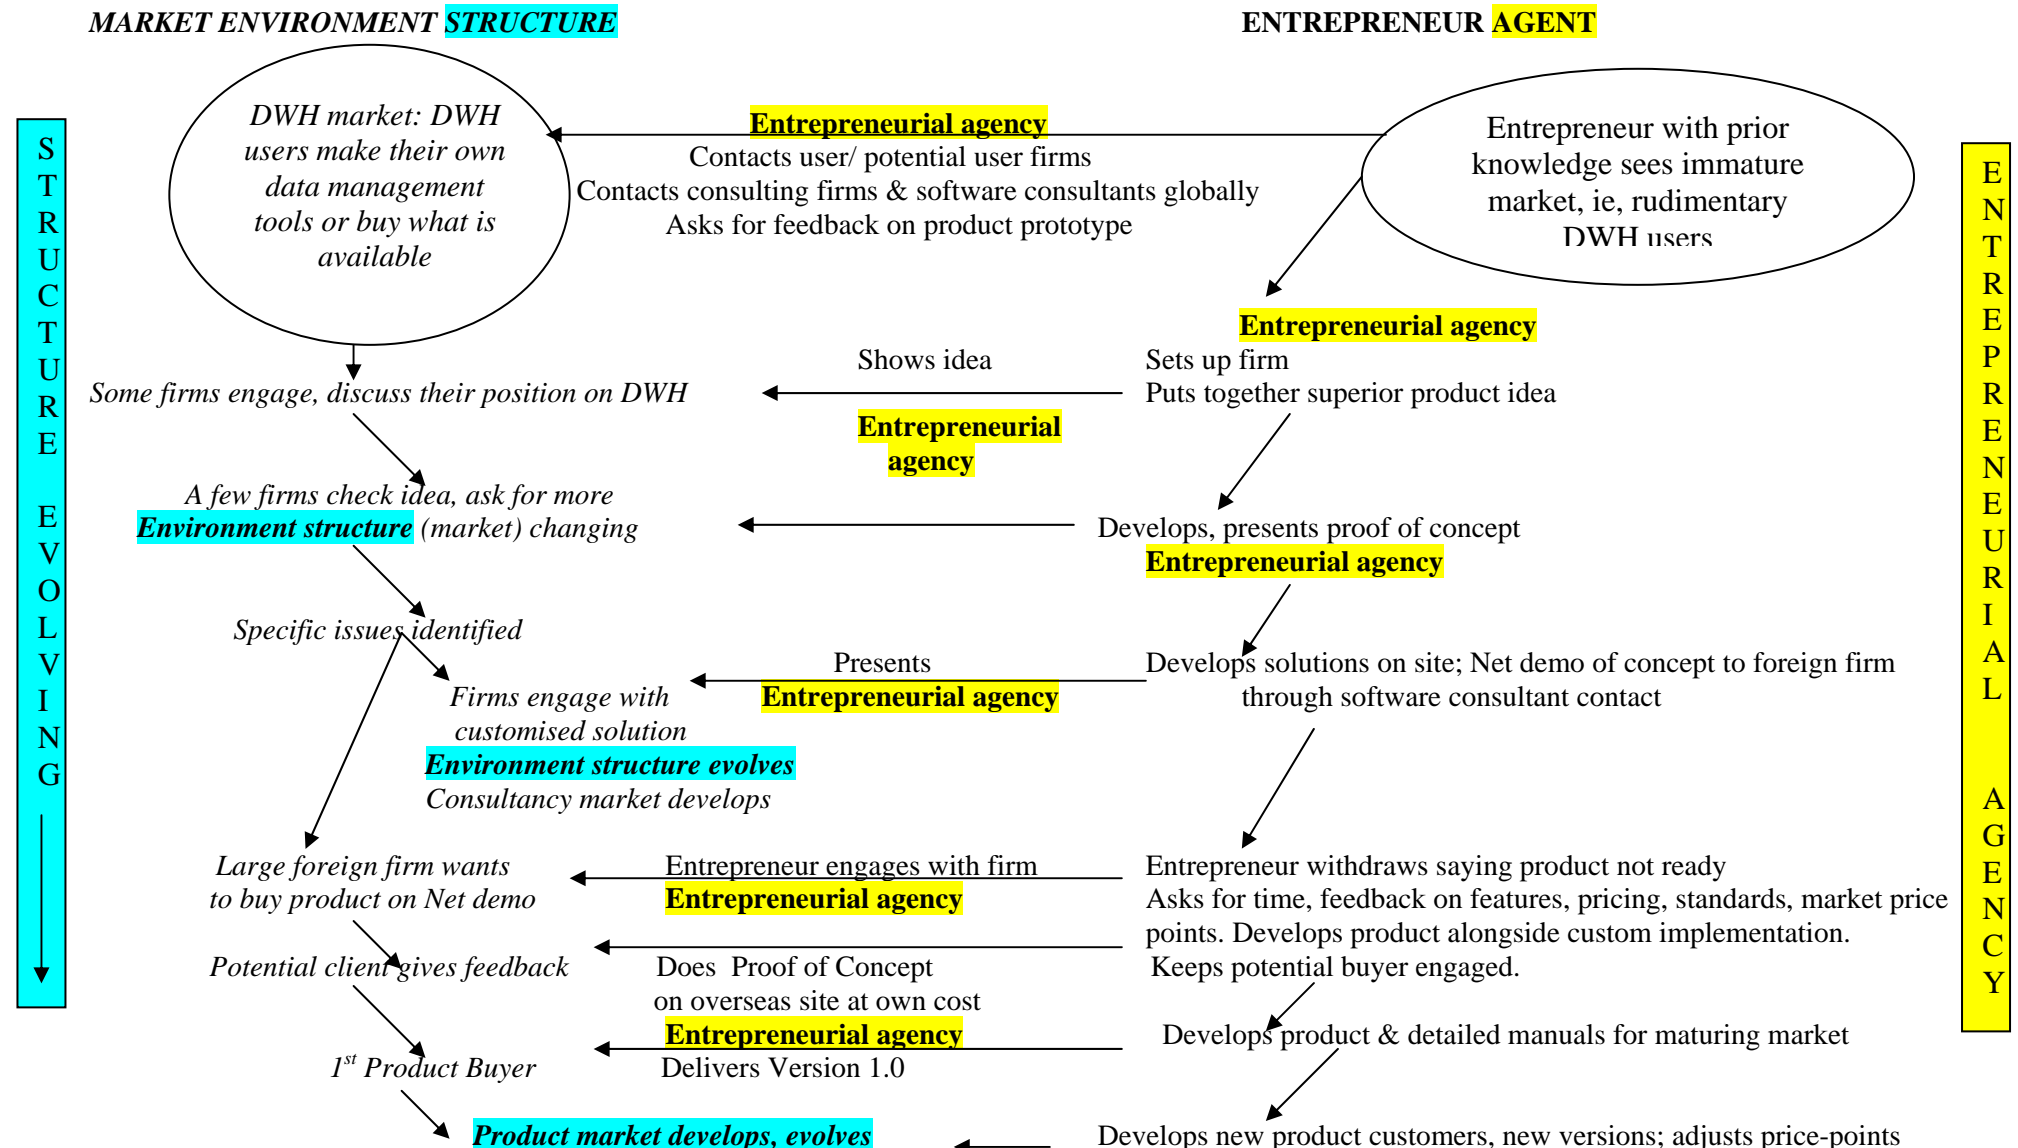 MARKET ENVIRONMENT STRUCTURE
ENTREPRENEUR AGENT
STRUCTURE EVOLVING
DWH market: DWH
users make their own
data management
tools or buy what is
available
Entrepreneurial agency
Contacts user/ potential user firms
Contacts consulting firms & software consultants globally
Asks for feedback on product prototype
Entrepreneur with prior
knowledge sees immature
market, ie, rudimentary
DWH users
ENTREPRENEURIAL AGENCY
Entrepreneurial agency
Shows idea
Sets up firm
Some firms engage, discuss their position on DWH
Puts together superior product idea
Entrepreneurial
agency
A few firms check idea, ask for more
Environment structure (market) changing
Develops, presents proof of concept
Entrepreneurial agency
Specific issues identified
Presents
Entrepreneurial agency
Develops solutions on site; Net demo of concept to foreign firm
through software consultant contact
Firms engage with
customised solution
Environment structure evolves
Consultancy market develops
Large foreign firm wants
to buy product on Net demo
Entrepreneur engages with firm
Entrepreneurial agency
Entrepreneur withdraws saying product not ready
Asks for time, feedback on features, pricing, standards, market price
points. Develops product alongside custom implementation.
Keeps potential buyer engaged.
Potential client gives feedback
Does Proof of Concept
on overseas site at own cost
Entrepreneurial agency
Delivers Version 1.0
Develops product & detailed manuals for maturing market
1st Product Buyer
Product market develops, evolves
Develops new product customers, new versions; adjusts price-points